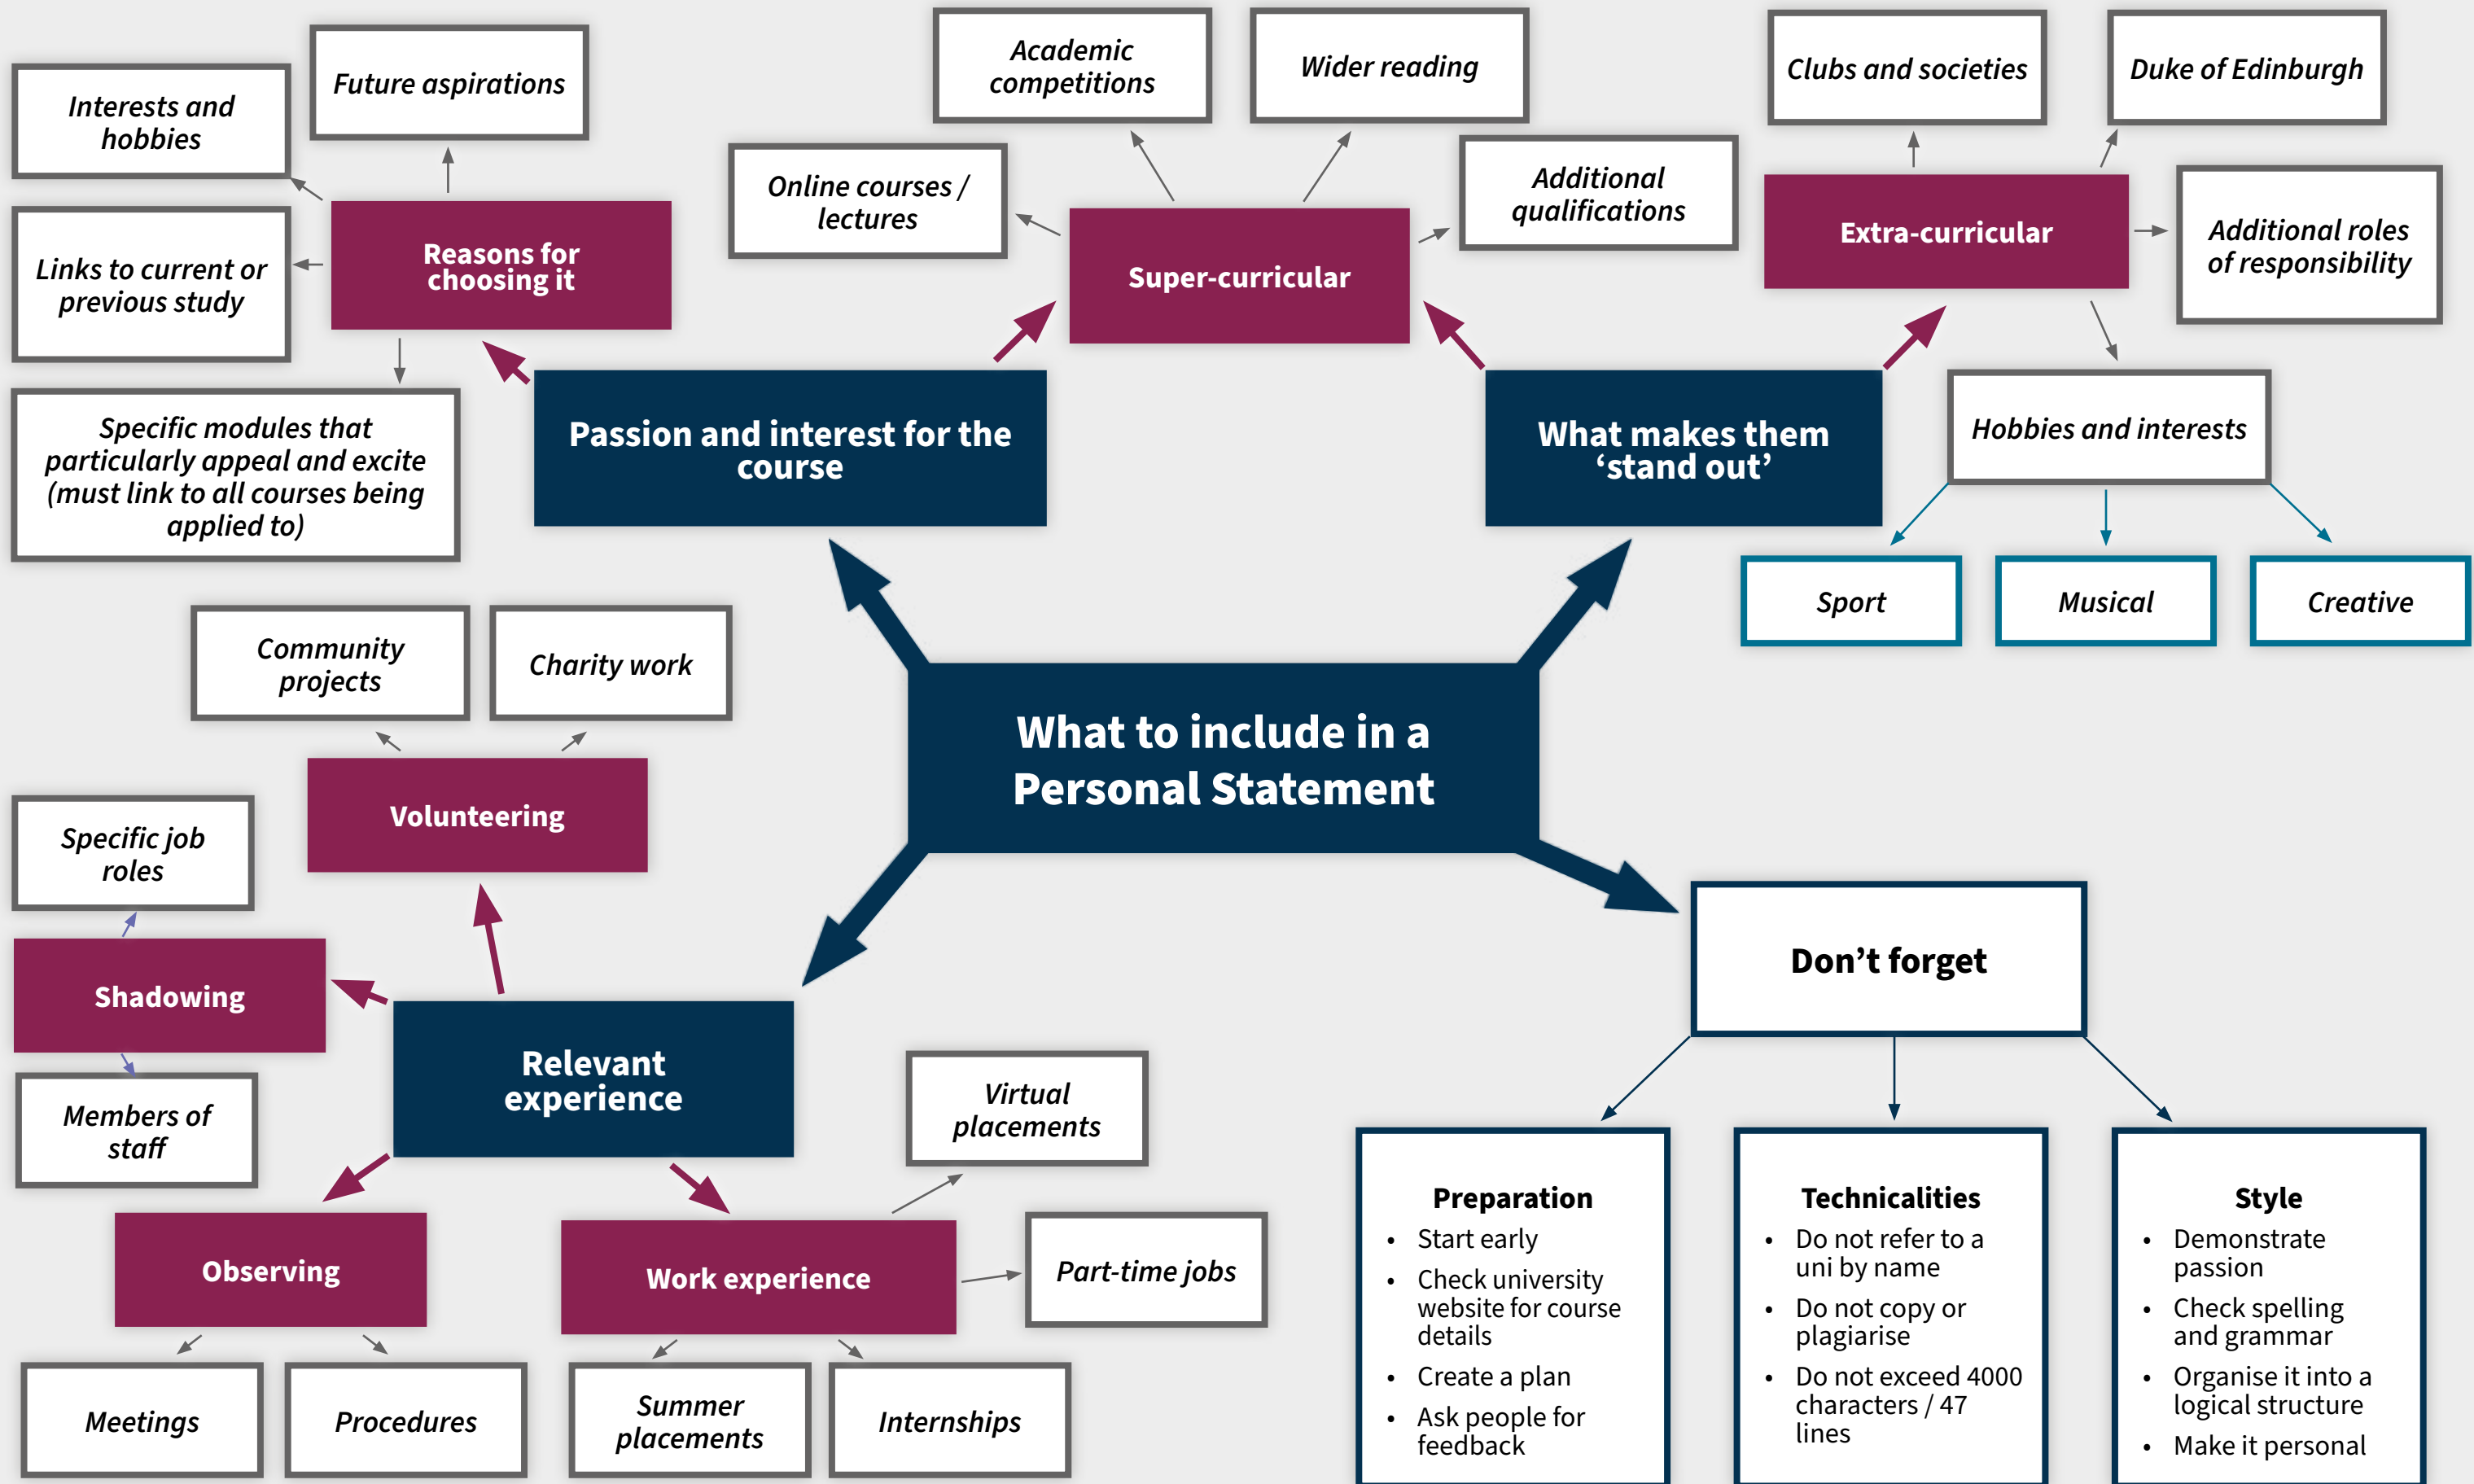 Future aspirations
Interests and
hobbies
Links to current or
previous study
Reasons for
choosing it
Specific modules that
particularly appeal and excite
(must link to all courses being
applied to)
Passion and interest for the
course
Academic
competitions
Wider reading
Online courses /
lectures
Additional
qualifications
Super-curricular
Clubs and societies
Duke of Edinburgh
Extra-curricular
Additional roles
of responsibility
What makes them
‘stand out’
Hobbies and interests
Sport
Musical
Creative
What to include in a
Personal Statement
Community
projects
Charity work
Volunteering
Specific job
roles
Shadowing
Members of
staff
Relevant
experience
Observing
Meetings
Procedures
Work experience
Virtual
placements
Part-time jobs
Summer
placements
Internships
Don’t forget
Preparation
• Start early
• Check university
website for course
details
• Create a plan
• Ask people for
feedback
Technicalities
• Do not refer to a
uni by name
• Do not copy or
plagiarise
• Do not exceed 4000
characters / 47
lines
Style
• Demonstrate
passion
• Check spelling
and grammar
• Organise it into a
logical structure
• Make it personal